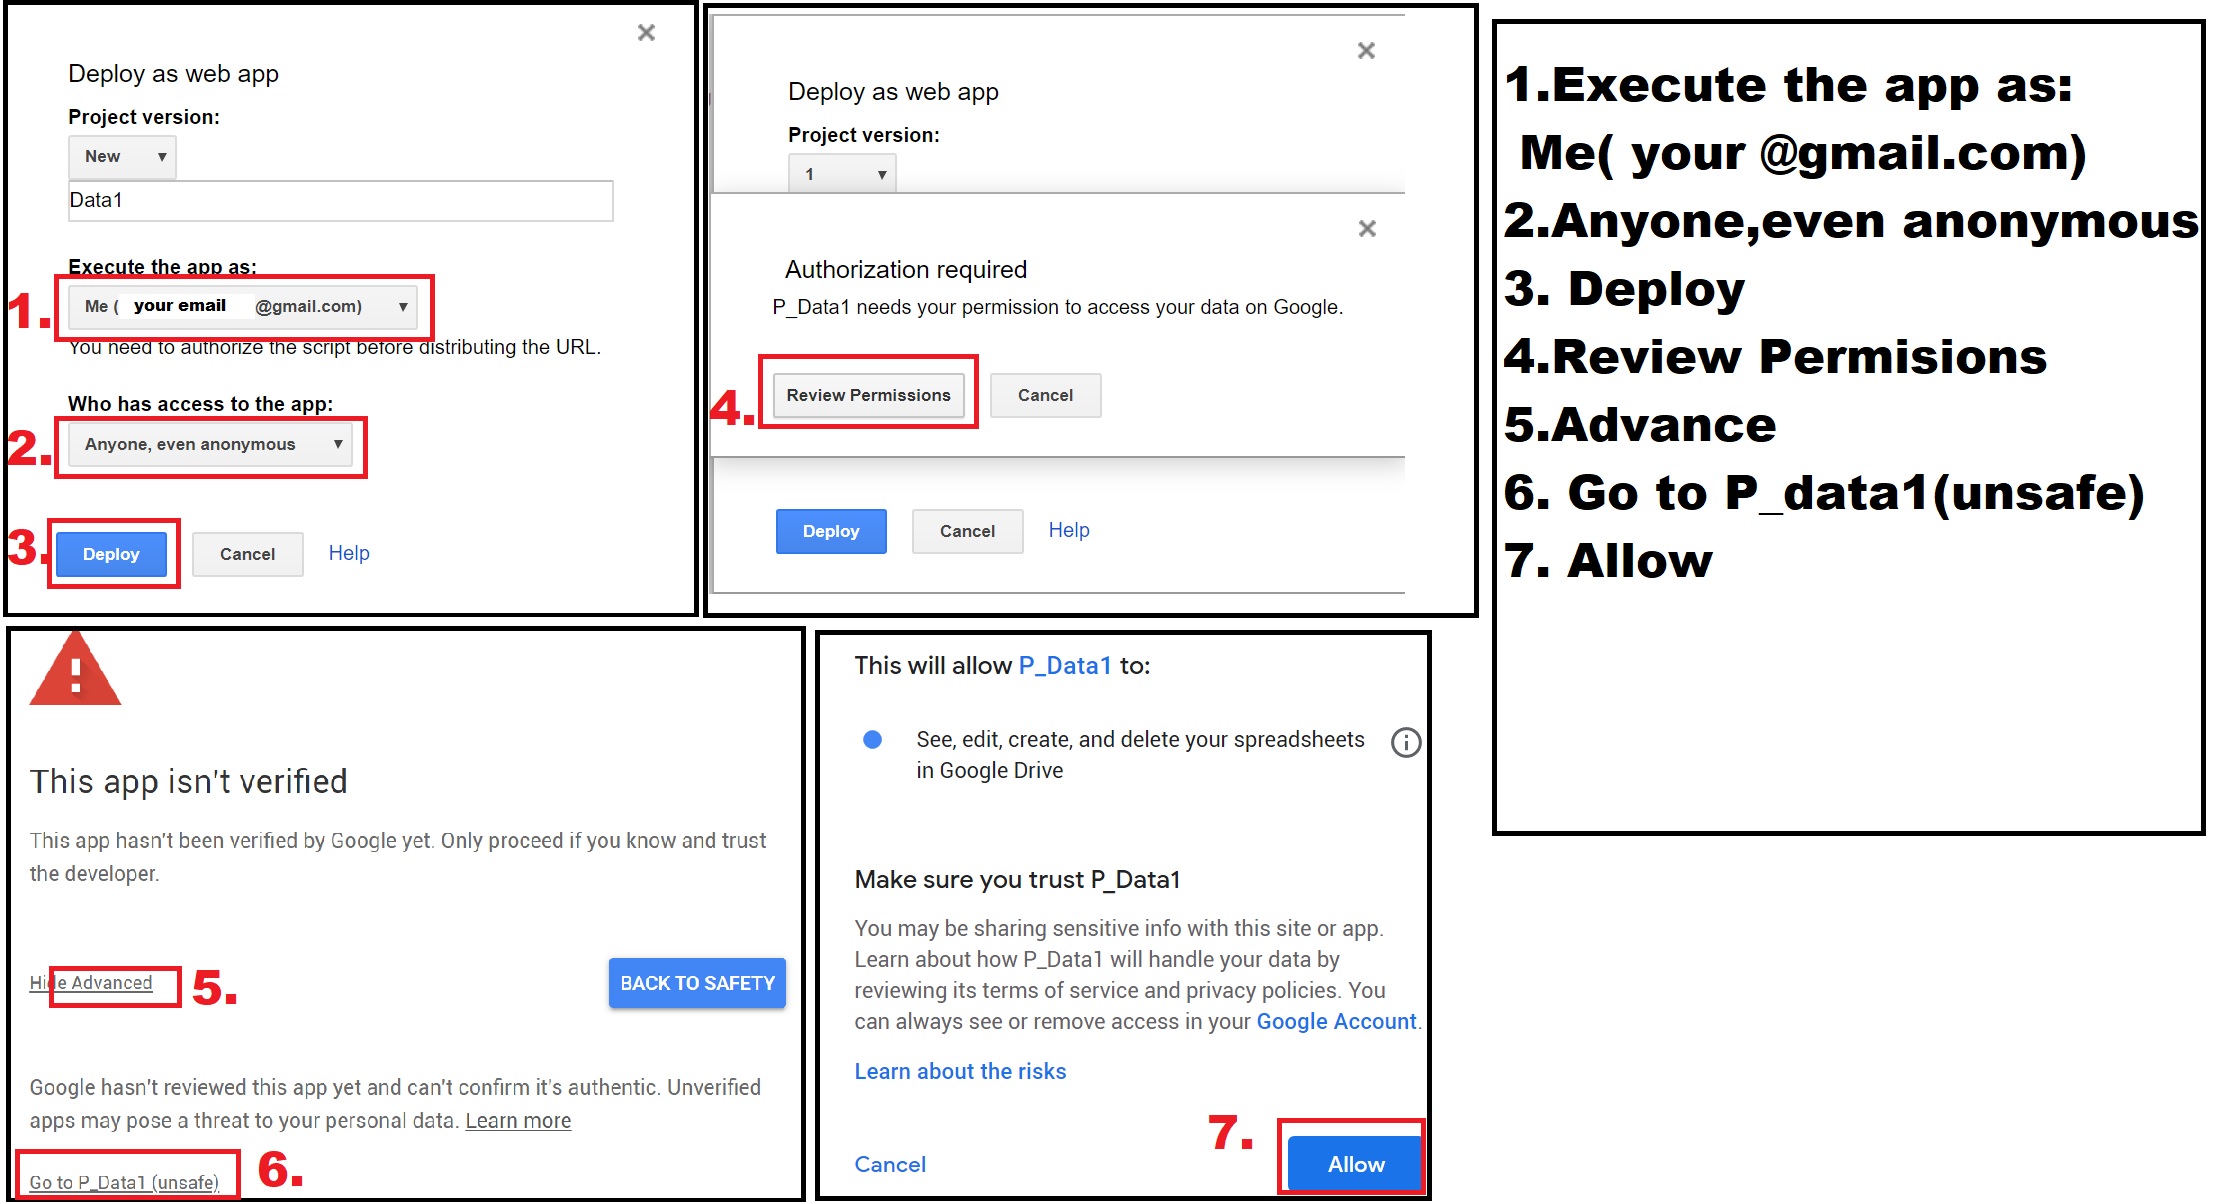 Deploy as web app
Project version:
New
Data1
Execute the app as:
1.
Me ( your email @gmail.com)
You need to authorize the script before distributing the URL.
Who has access to the app:
2.
Anyone, even anonymous
3.
Deploy
Cancel
Help
Deploy as web app
Project version:
1
Authorization required
P_Data1 needs your permission to access your data on Google.
4.
Review Permissions
Cancel
Deploy
Cancel
Help
1.Execute the app as:
Me( your @gmail.com)
2.Anyone,even anonymous
3. Deploy
4.Review Permisions
5.Advance
6. Go to P_data1(unsafe)
7. Allow
This app isn't verified
This app hasn't been verified by Google yet. Only proceed if you know and trust
the developer.
Hide Advanced
5.
BACK TO SAFETY
Google hasn't reviewed this app yet and can't confirm it's authentic. Unverified
apps may pose a threat to your personal data. Learn more
Go to P_Data1 (unsafe)
6.
This will allow P_Data1 to:
See, edit, create, and delete your spreadsheets
in Google Drive
Make sure you trust P_Data1
You may be sharing sensitive info with this site or app.
Learn about how P_Data1 will handle your data by
reviewing its terms of service and privacy policies. You
can always see or remove access in your Google Account.
Learn about the risks
7.
Cancel
Allow